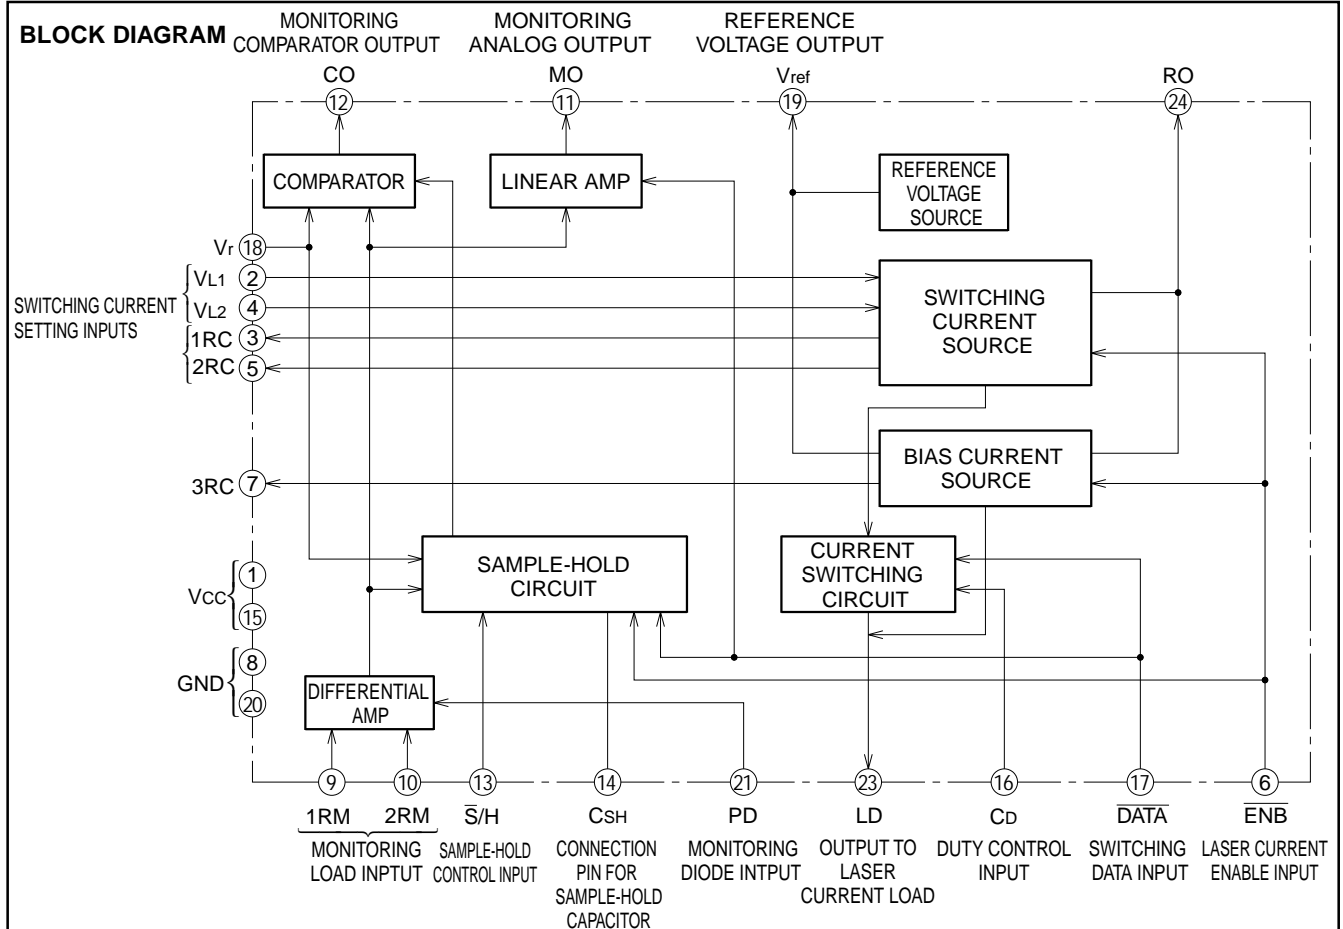 BLOCK DIAGRAM
MONITORING
COMPARATOR OUTPUT
MONITORING
ANALOG OUTPUT
REFERENCE
VOLTAGE OUTPUT
CO
MO
Vref
RO
12
11
19
24
COMPARATOR
LINEAR AMP
REFERENCE
VOLTAGE
SOURCE
Vr 18
SWITCHING CURRENT
SETTING INPUTS
VL1 2
VL2 4
1RC 3
2RC 5
SWITCHING
CURRENT
SOURCE
BIAS CURRENT
SOURCE
3RC 7
SAMPLE-HOLD
CIRCUIT
CURRENT
SWITCHING
CIRCUIT
VCC
1
15
GND
8
20
DIFFERENTIAL
AMP
9
10
13
14
21
23
16
17
6
1RM
2RM
S̅/H
CSH
PD
LD
CD
D̅A̅T̅A̅
E̅N̅B̅
MONITORING
LOAD INPTUT
SAMPLE-HOLD
CONTROL INPUT
CONNECTION
PIN FOR
SAMPLE-HOLD
CAPACITOR
MONITORING
DIODE INTPUT
OUTPUT TO
LASER
CURRENT LOAD
DUTY CONTROL
INPUT
SWITCHING
DATA INPUT
LASER CURRENT
ENABLE INPUT